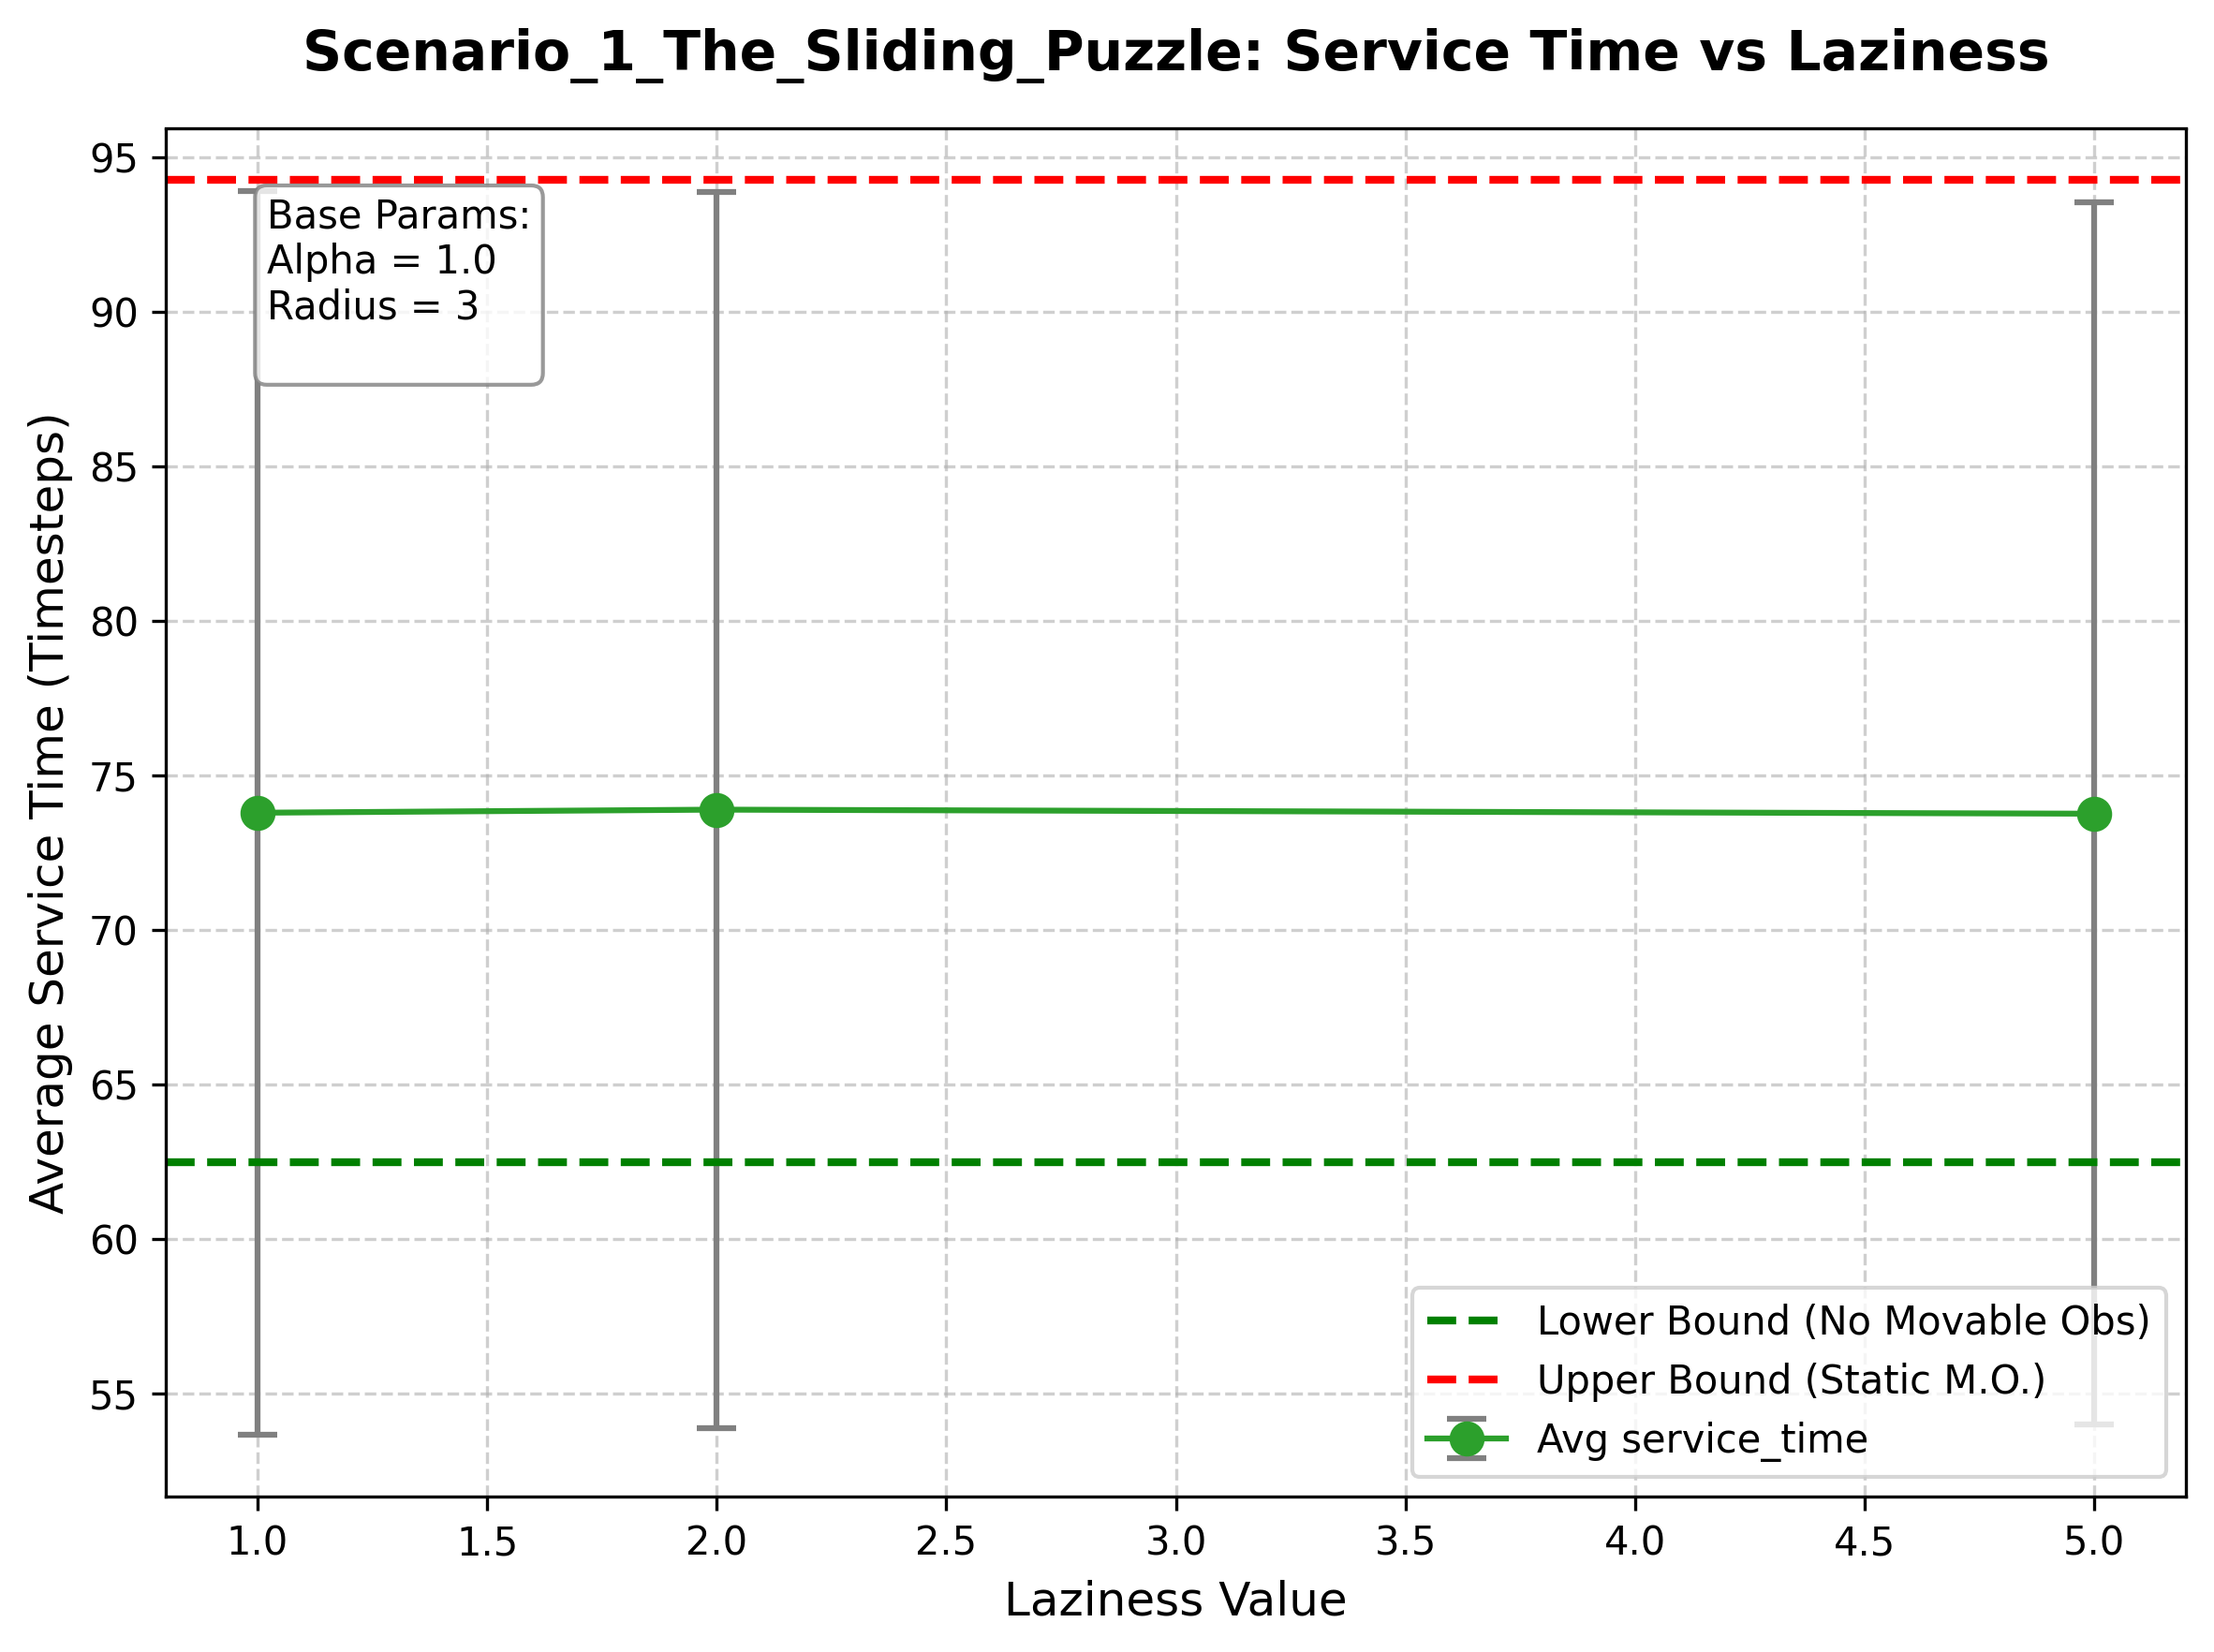 Scenario_1_The_Sliding_Puzzle: Service Time vs Laziness
Average Service Time (Timesteps)
95
90
85
80
75
70
65
60
55
Base Params:
Alpha = 1.0
Radius = 3
Lower Bound (No Movable Obs)
Upper Bound (Static M.O.)
Avg service_time
1.0
1.5
2.0
2.5
3.0
3.5
4.0
4.5
5.0
Laziness Value